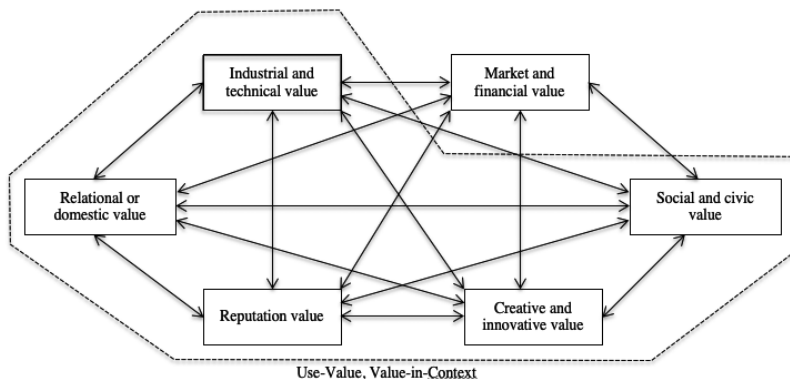 Industrial and
technical value
Market and
financial value
Relational or
domestic value
Social and civic
value
Reputation value
Creative and
innovative value
Use-Value, Value-in-Context